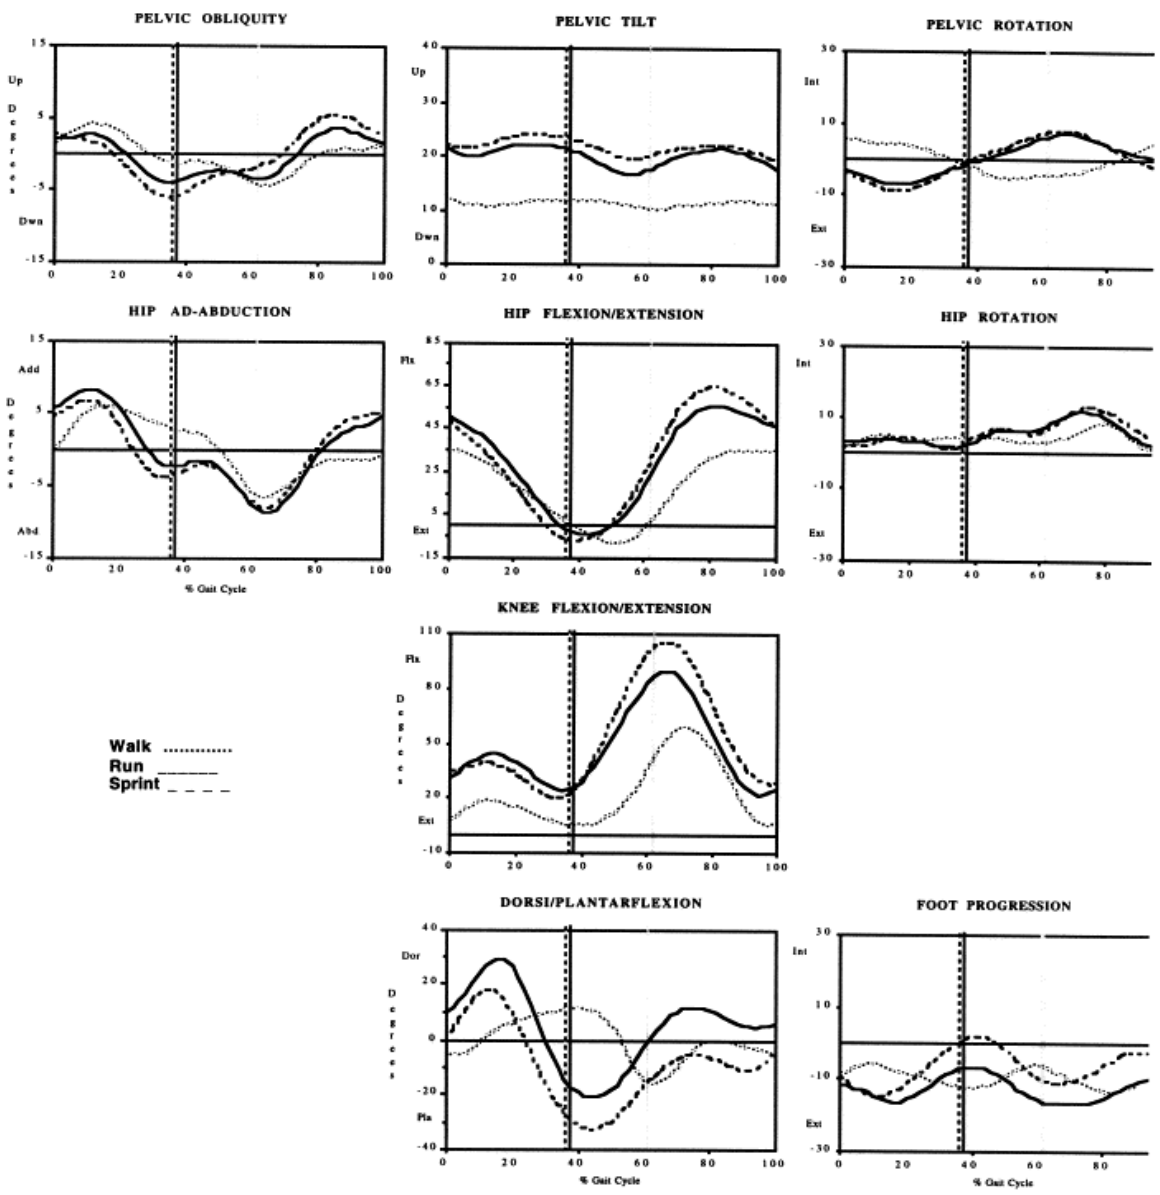 PELVIC OBLIQUITY
15
Up
5
Degrees
-5
Dwn
-15
0 20 40 60 80 100
PELVIC TILT
40
Up
30
20
10
Dwn
0
0 20 40 60 80 100
PELVIC ROTATION
30
Int
10
-10
Ext
-30
0 20 40 60 80
HIP AD-ABDUCTION
15
Add
5
Degrees
-5
Abd
-15
0 20 40 60 80 100
% Gait Cycle
HIP FLEXION/EXTENSION
85
Flx
65
45
25
5
Ext
-15
0 20 40 60 80 100
HIP ROTATION
30
Int
10
-10
Ext
-30
0 20 40 60 80
KNEE FLEXION/EXTENSION
110
Flx
80
Degrees
50
20
Ext
-10
0 20 40 60 80 100
Walk
Run
Sprint
DORSI/PLANTARFLEXION
40
Dor
20
Degrees
0
-20
Pla
-40
0 20 40 60 80 100
% Gait Cycle
FOOT PROGRESSION
30
Int
10
-10
Ext
-30
0 20 40 60 80
% Gait Cycle